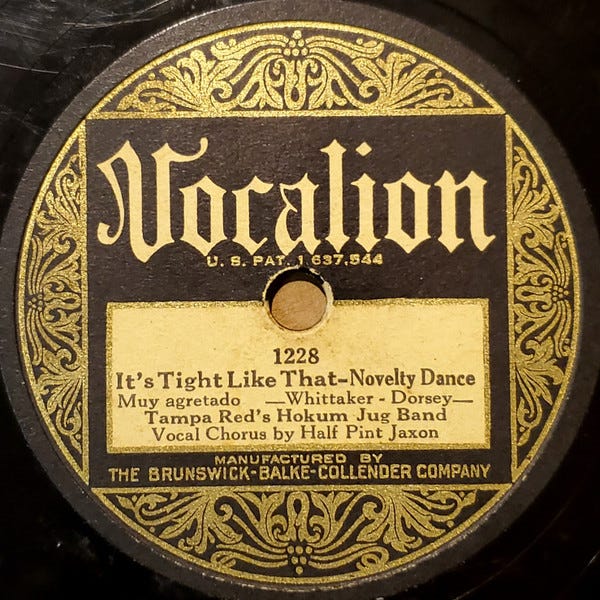 Vocalion
U. S. PAT. 1,637,544
1228
It's Tight Like That–Novelty Dance
Muy agretado —Whittaker - Dorsey—
Tampa Red's Hokum Jug Band
Vocal Chorus by Half Pint Jaxon
MANUFACTURED BY
THE BRUNSWICK-BALKE-COLLENDER COMPANY